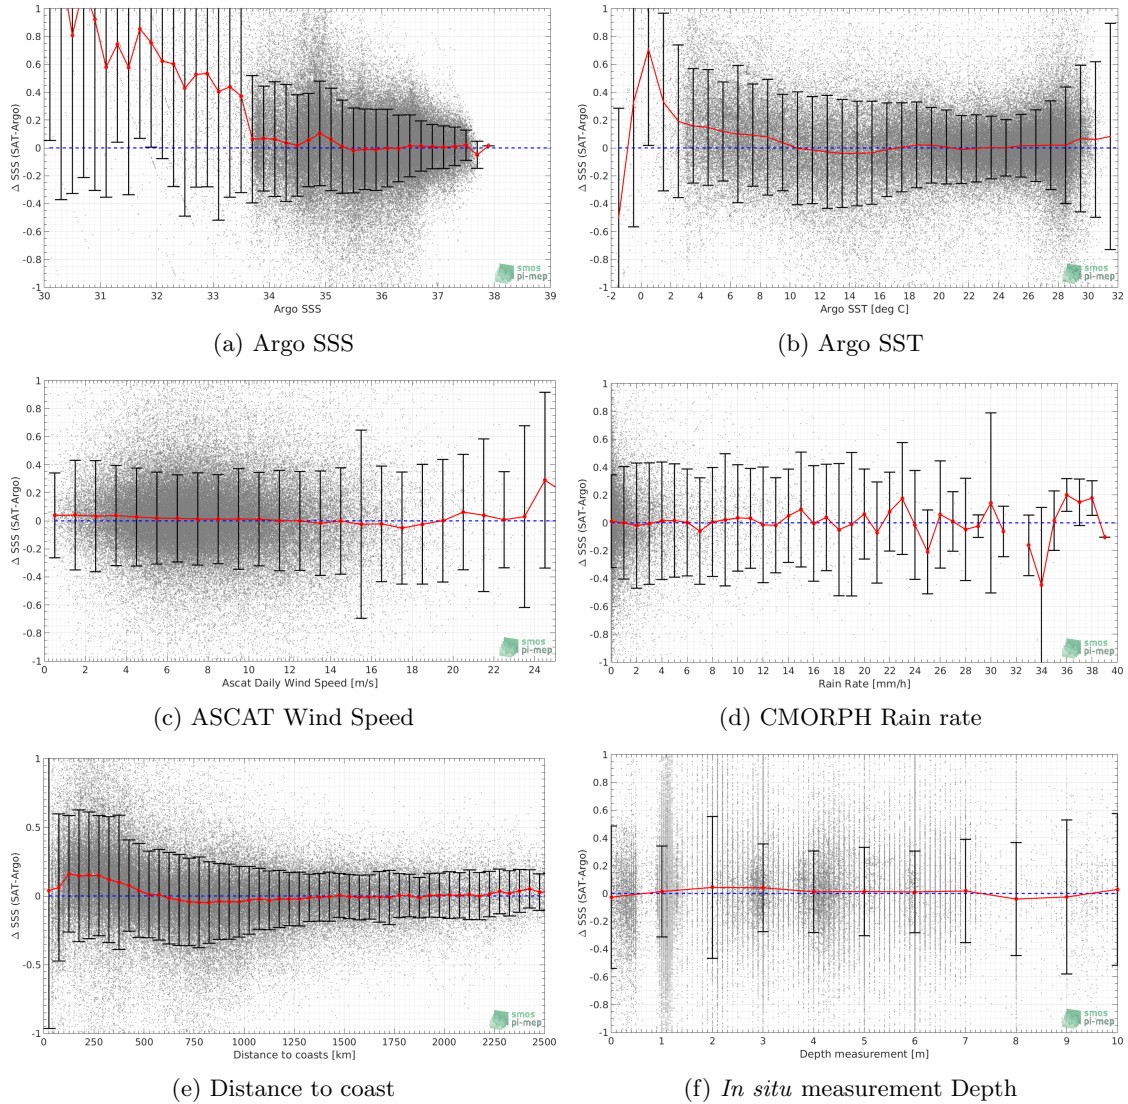 1
0.8
0.6
0.4
0.2
0
-0.2
-0.4
-0.6
-0.8
-1
Δ SSS (SAT-Argo)
30 31 32 33 34 35 36 37 38 39
Argo SSS
smos
pi-mep
(a) Argo SSS
1
0.8
0.6
0.4
0.2
0
-0.2
-0.4
-0.6
-0.8
-1
Δ SSS (SAT-Argo)
-2 0 2 4 6 8 10 12 14 16 18 20 22 24 26 28 30 32
Argo SST [deg C]
smos
pi-mep
(b) Argo SST
1
0.8
0.6
0.4
0.2
0
-0.2
-0.4
-0.6
-0.8
-1
Δ SSS (SAT-Argo)
0 2 4 6 8 10 12 14 16 18 20 22 24
Ascat Daily Wind Speed [m/s]
smos
pi-mep
(c) ASCAT Wind Speed
1
0.8
0.6
0.4
0.2
0
-0.2
-0.4
-0.6
-0.8
-1
Δ SSS (SAT-Argo)
0 2 4 6 8 10 12 14 16 18 20 22 24 26 28 30 32 34 36 38 40
Rain Rate [mm/h]
smos
pi-mep
(d) CMORPH Rain rate
1
0.5
0
-0.5
-1
Δ SSS (SAT-Argo)
0 250 500 750 1000 1250 1500 1750 2000 2250 2500
Distance to coasts [km]
smos
pi-mep
(e) Distance to coast
1
0.8
0.6
0.4
0.2
0
-0.2
-0.4
-0.6
-0.8
-1
Δ SSS (SAT-Argo)
0 1 2 3 4 5 6 7 8 9 10
Depth measurement [m]
smos
pi-mep
(f) In situ measurement Depth